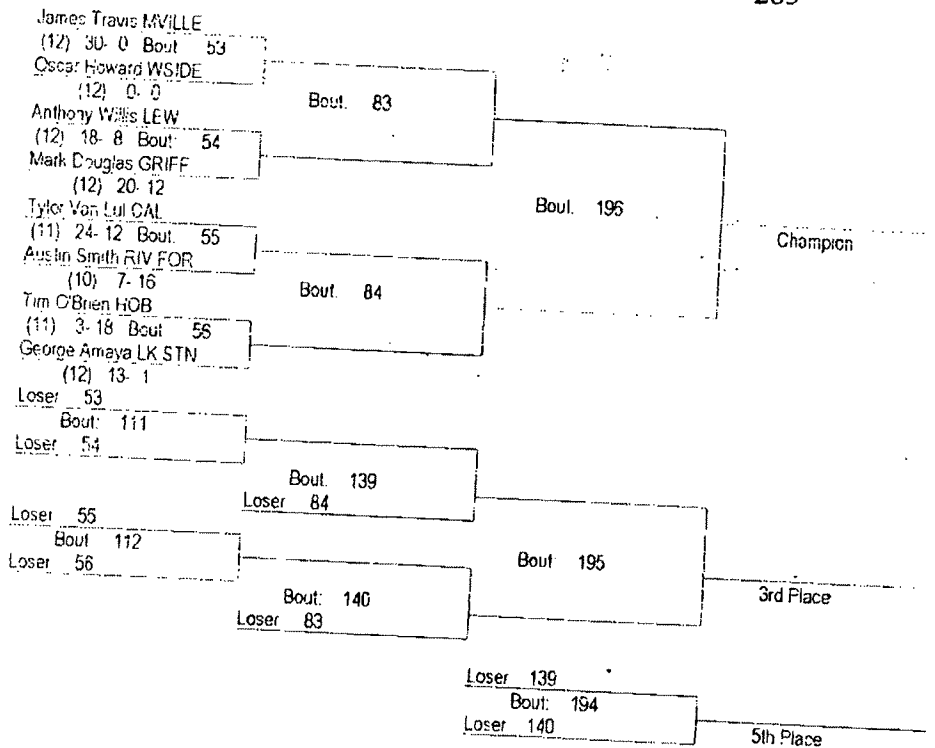 James Travis MVILLE
(12) 30- 0 Bout 53
Oscar Howard WSIDE
(12) 0- 0
Bout. 83
Anthony Willis LEW
(12) 18- 8 Bout: 54
Mark Douglas GRIFF
(12) 20- 12
Bout. 196
Tyler Van Lul CAL
(11) 24- 12 Bout. 55
Champion
Austin Smith RIV FOR
(10) 7- 16
Bout. 84
Tim O'Brien HOB
(11) 3- 18 Bout 56
George Amaya LK STN
(12) 13- 1
Loser 53
Bout: 111
Loser 54
Bout. 139
Loser 84
Loser 55
Bout 112
Loser 56
Bout 195
3rd Place
Bout: 140
Loser 83
Loser 139
Bout: 194
Loser 140
5th Place